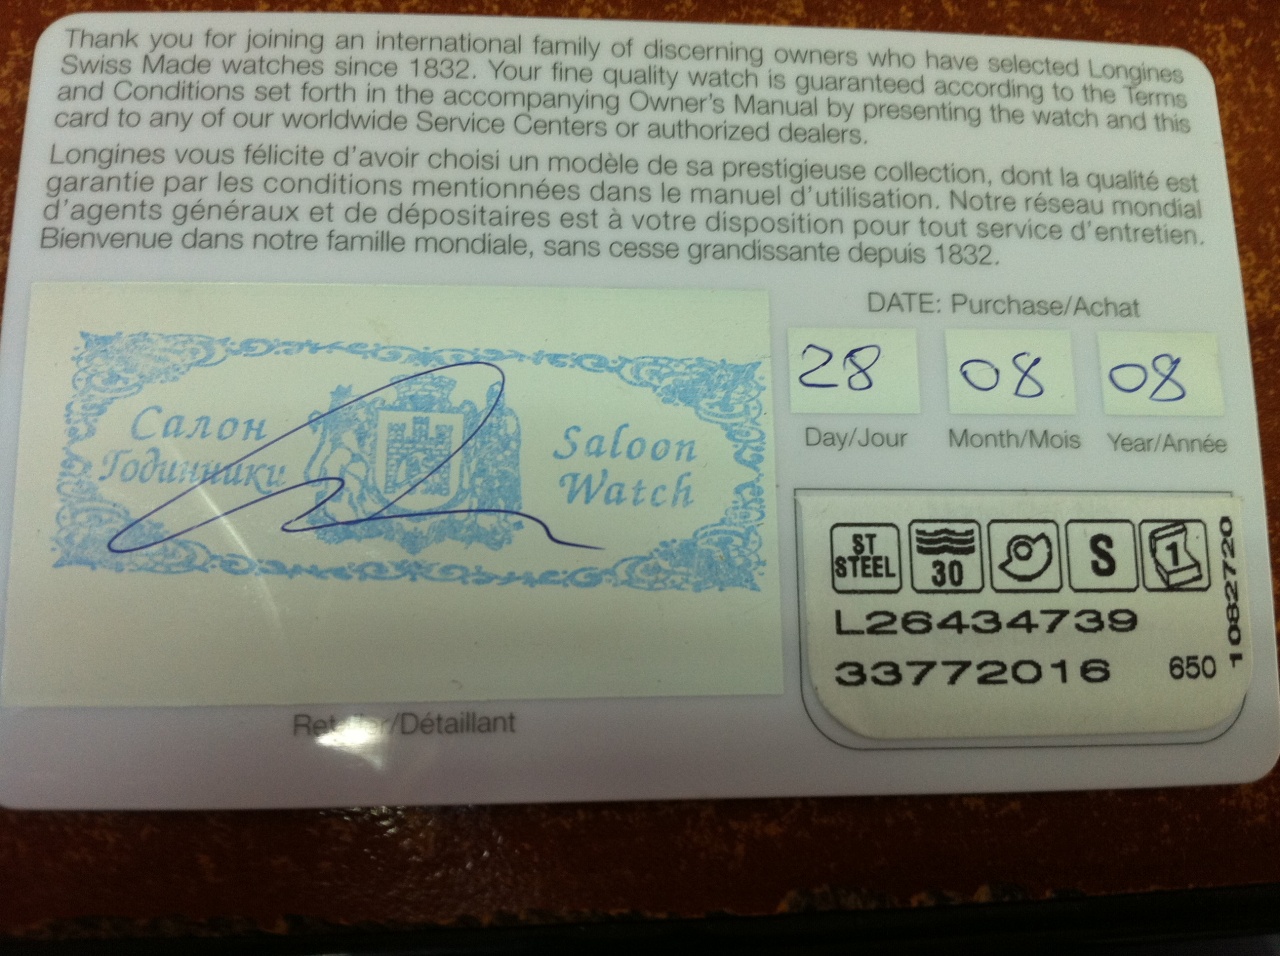 Thank you for joining an international family of discerning owners who have selected Longines
Swiss Made watches since 1832. Your fine quality watch is guaranteed according to the Terms
and Conditions set forth in the accompanying Owner's Manual by presenting the watch and this
card to any of our worldwide Service Centers or authorized dealers.
Longines vous félicite d'avoir choisi un modèle de sa prestigieuse collection, dont la qualité est
garantie par les conditions mentionnées dans le manuel d'utilisation. Notre réseau mondial
d'agents généraux et de dépositaires est à votre disposition pour tout service d'entretien.
Bienvenue dans notre famille mondiale, sans cesse grandissante depuis 1832.
Салон
Годинники
Saloon
Watch
Retailer/Détaillant
DATE: Purchase/Achat
28 08 08
Day/Jour Month/Mois Year/Année
ST STEEL 30 S 1
L26434739
33772016 650
1082720